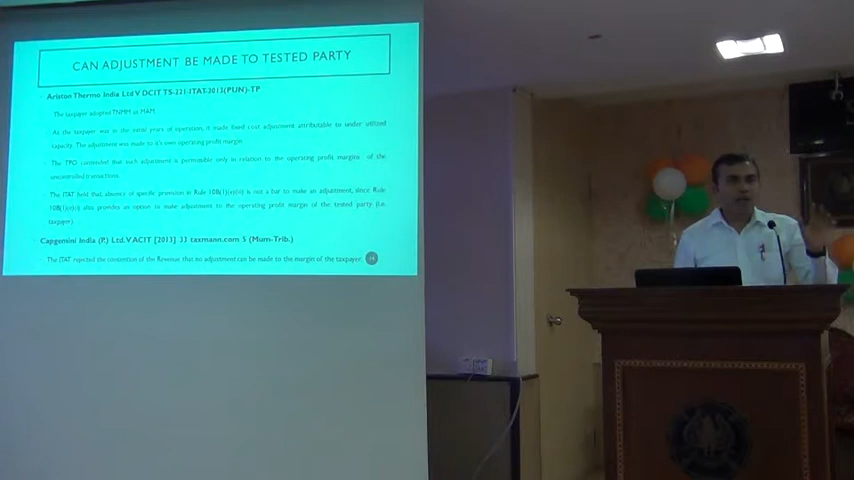 CAN ADJUSTMENT BE MADE TO TESTED PARTY
Ariston Thermo India Ltd V DCIT TS-221-ITAT-2013(PUN)-TP
The taxpayer adopted TNMM as MAM.
As the taxpayer was in the initial years of operation, it made fixed cost adjustment attributable to under utilized
capacity. The adjustment was made to it's own operating profit margin
The TPO contended that such adjustment is permissible only in relation to the operating profit margins of the
uncontrolled transactions.
The ITAT held that, absence of specific provision in Rule 10B(1)(e)(ii) is not a bar to make an adjustment, since Rule
10B(1)(e)(i) also provides an option to make adjustment to the operating profit margin of the tested party (i.e.,
taxpayer)
Capgemini India (P.) Ltd. V ACIT [2013] 33 taxmann.com 5 (Mum-Trib.)
The ITAT rejected the contention of the Revenue that no adjustment can be made to the margin of the taxpayer.